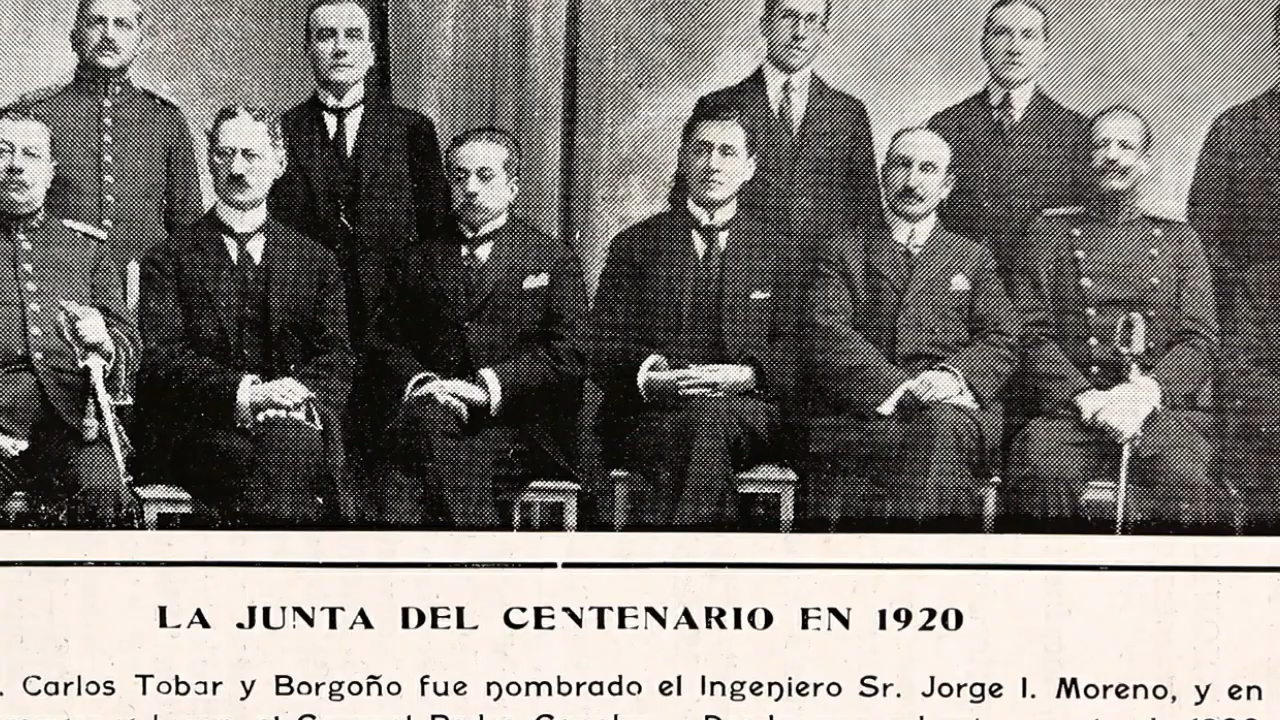 LA JUNTA DEL CENTENARIO EN 1920
. Carlos Tobar y Borgoño fue nombrado el Ingeniero Sr. Jorge I. Moreno, y en